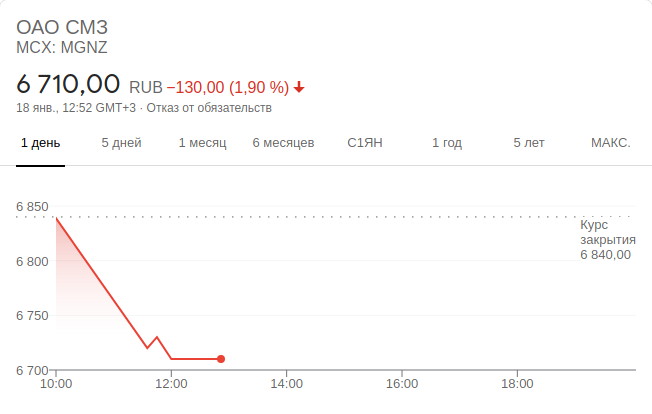 ОАО СМЗ
MCX: MGNZ
6 710,00 RUB −130,00 (1,90 %)
18 янв., 12:52 GMT+3 · Отказ от обязательств
1 день 5 дней 1 месяц 6 месяцев С1ЯН 1 год 5 лет МАКС.
6 850
Курс
закрытия
6 840,00
6 800
6 750
6 700
10:00 12:00 14:00 16:00 18:00